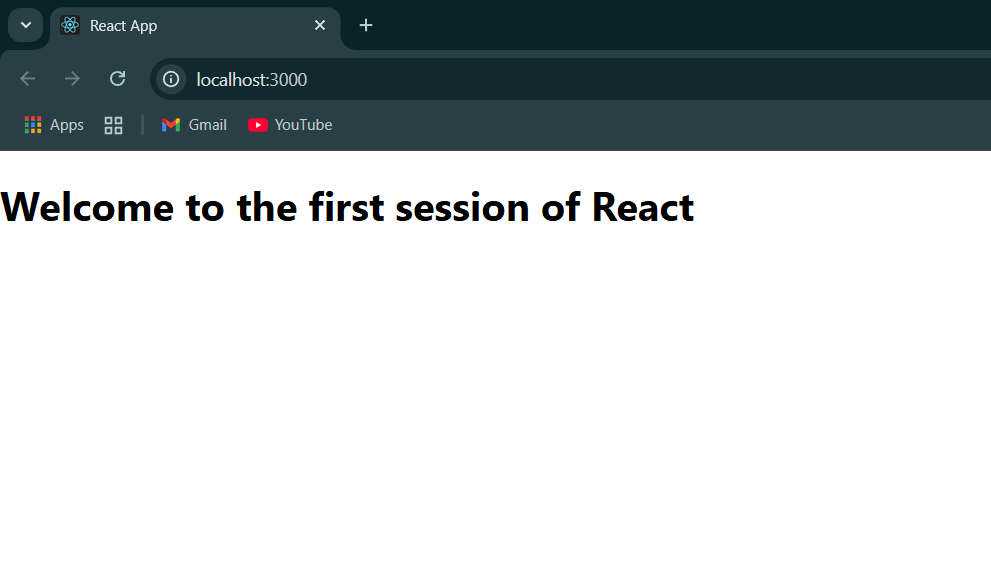 React App
localhost:3000
Apps Gmail YouTube
Welcome to the first session of React